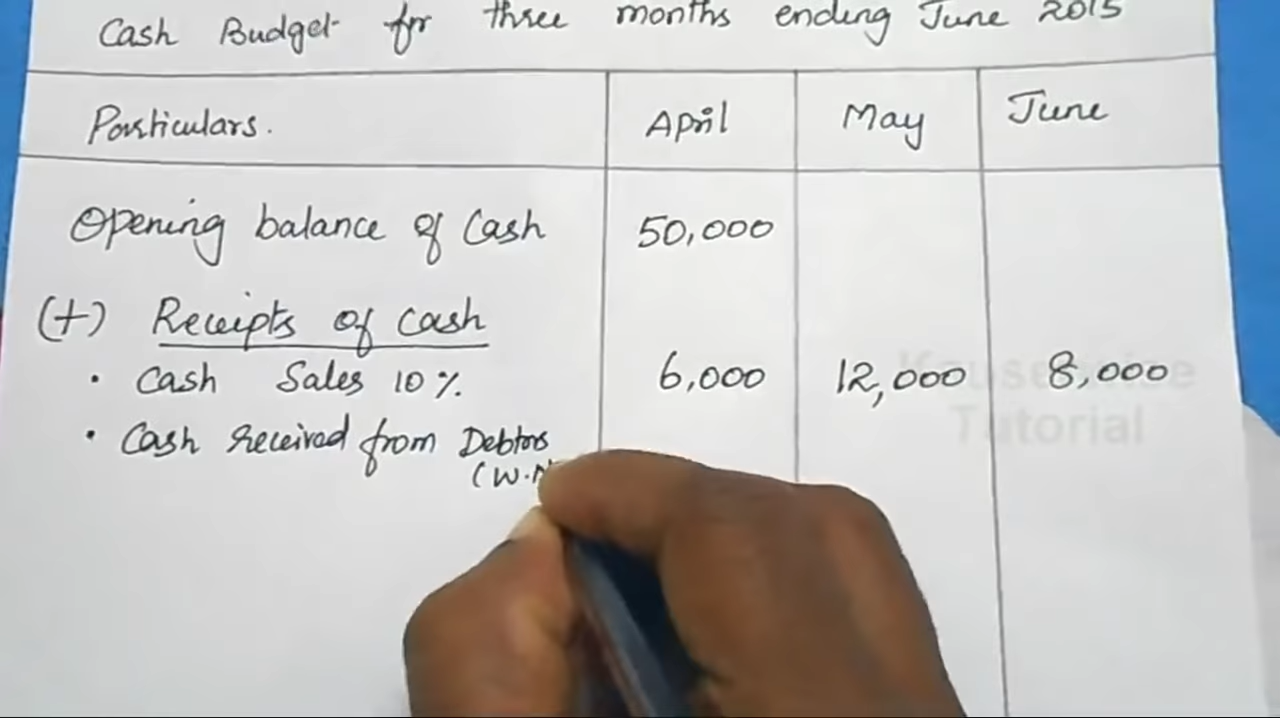 Cash Budget for three months ending June 2015
Particulars. April May June
Opening balance of Cash 50,000
(+) Receipts of cash
• Cash Sales 10% 6,000 12,000 8,000
• Cash received from Debtors
(W.N
Tutorial